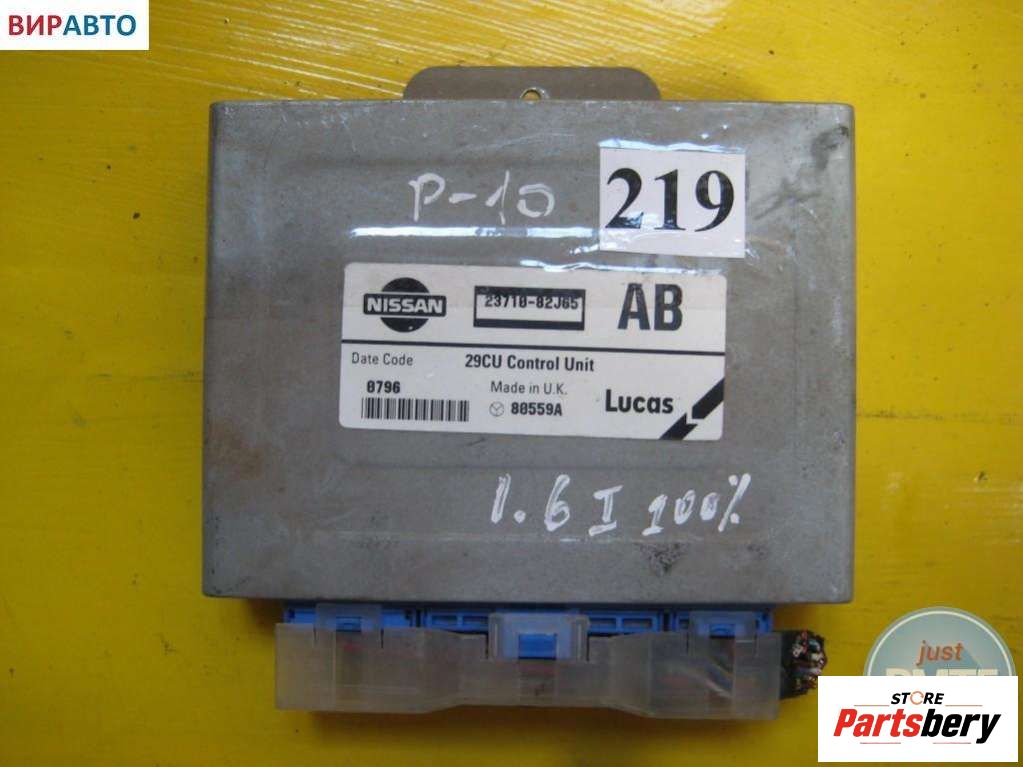 ВИРАВТО
P-10
219
NISSAN
23710-82J65
AB
Date Code
29CU Control Unit
0796
Made in U.K.
80559A
Lucas
1.6 I 100%
just
STORE
Partsbery